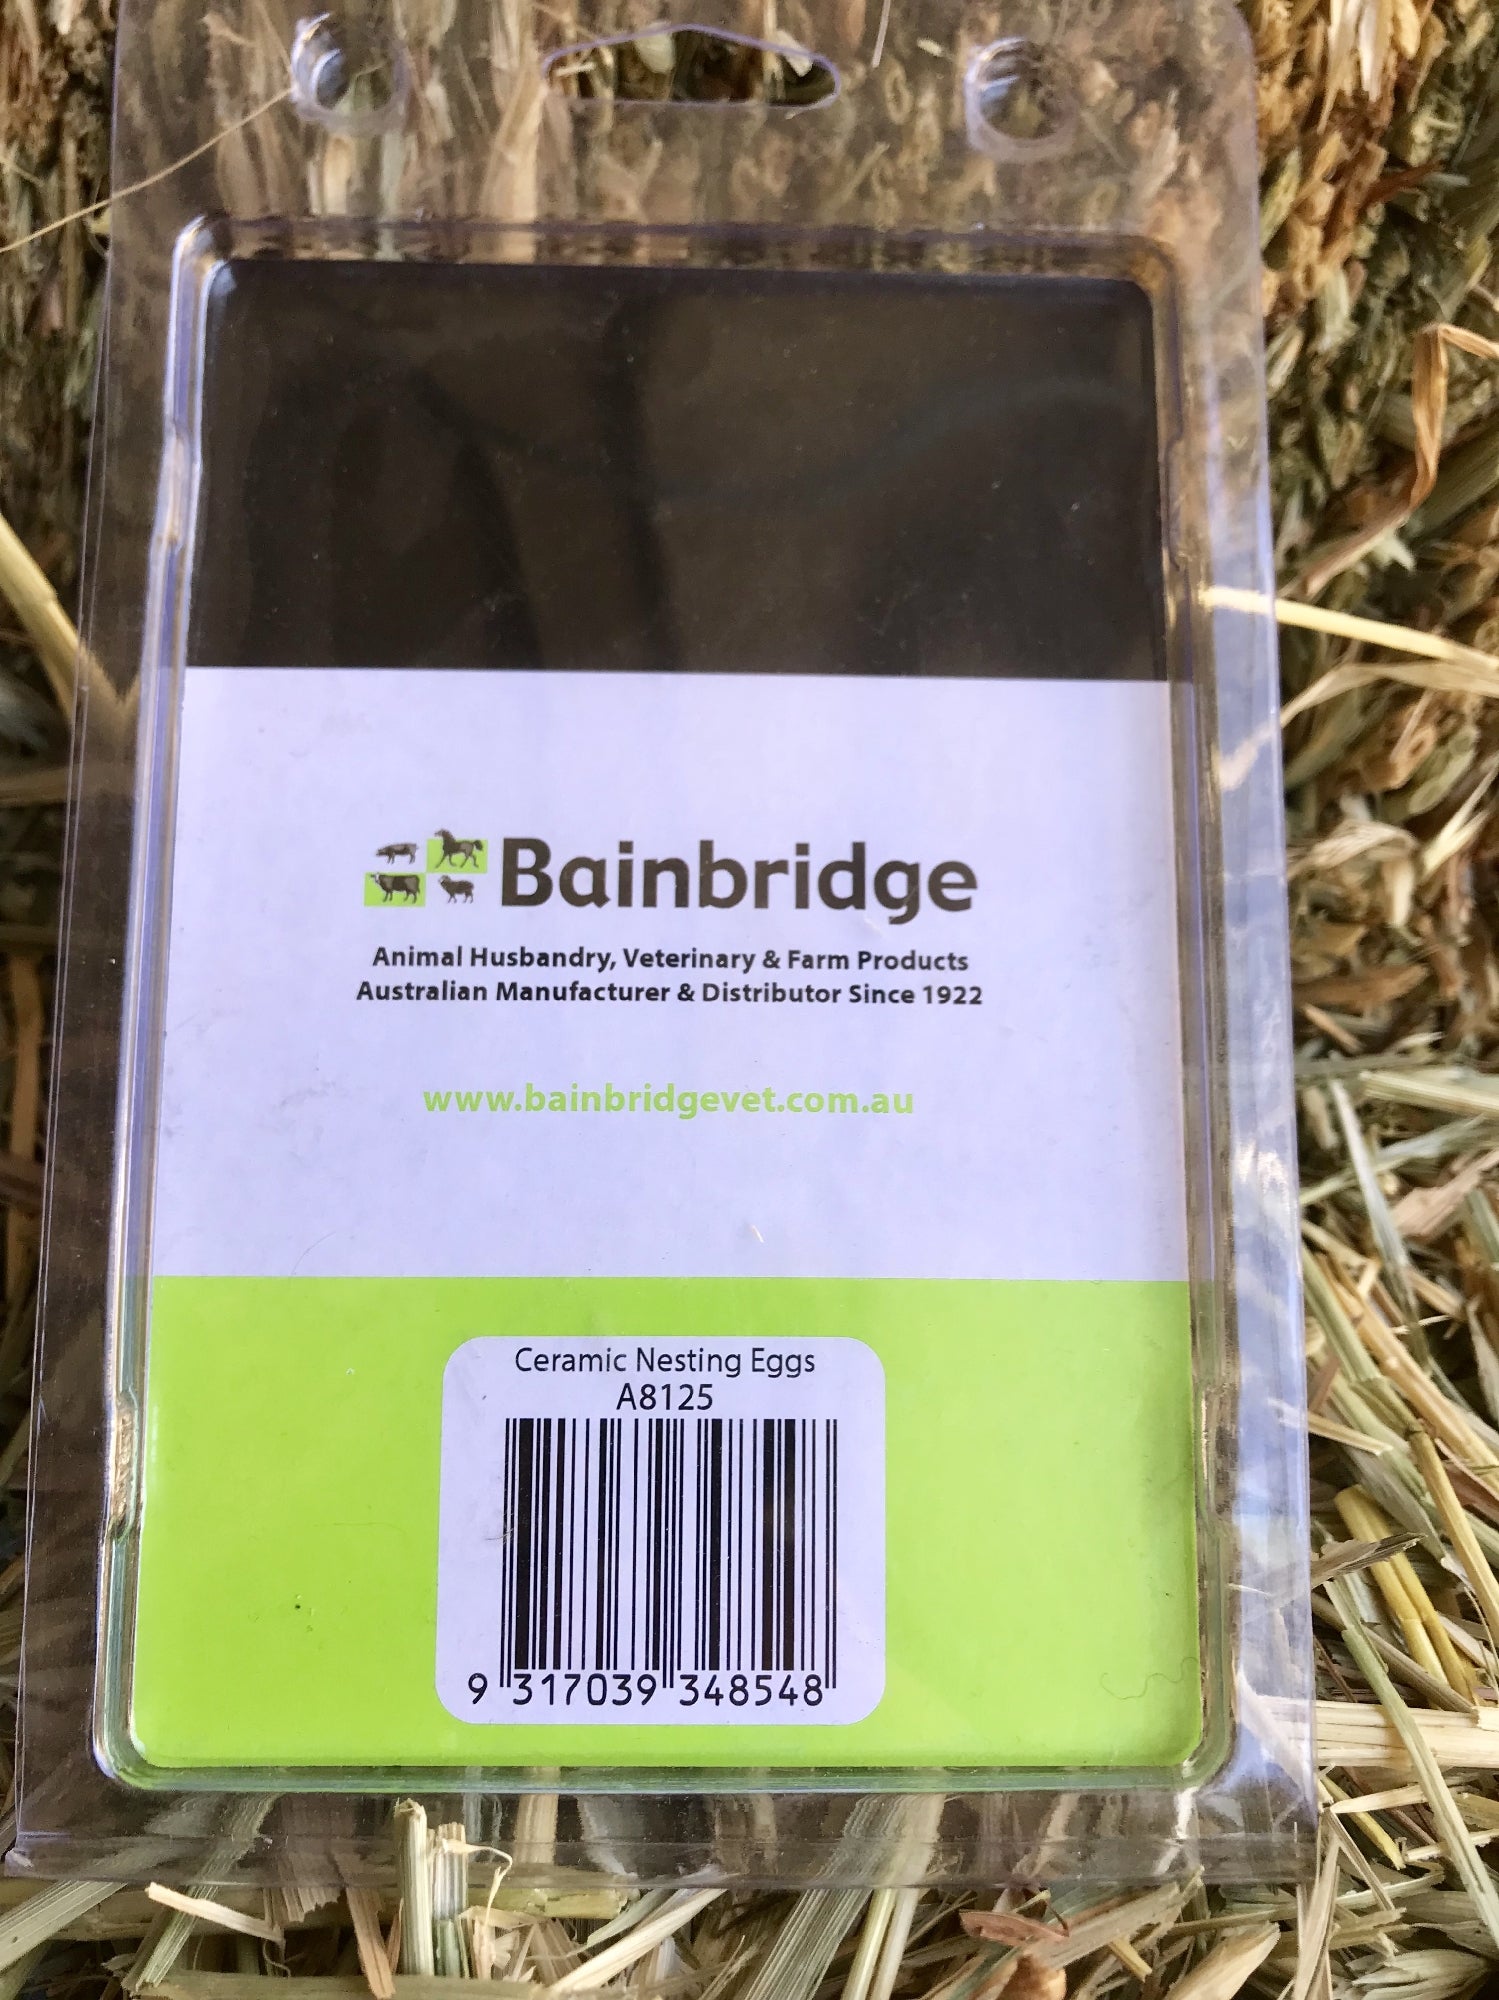 Bainbridge
Animal Husbandry, Veterinary & Farm Products
Australian Manufacturer & Distributor Since 1922
www.bainbridgevet.com.au
Ceramic Nesting Eggs
A8125
9 317039 348548